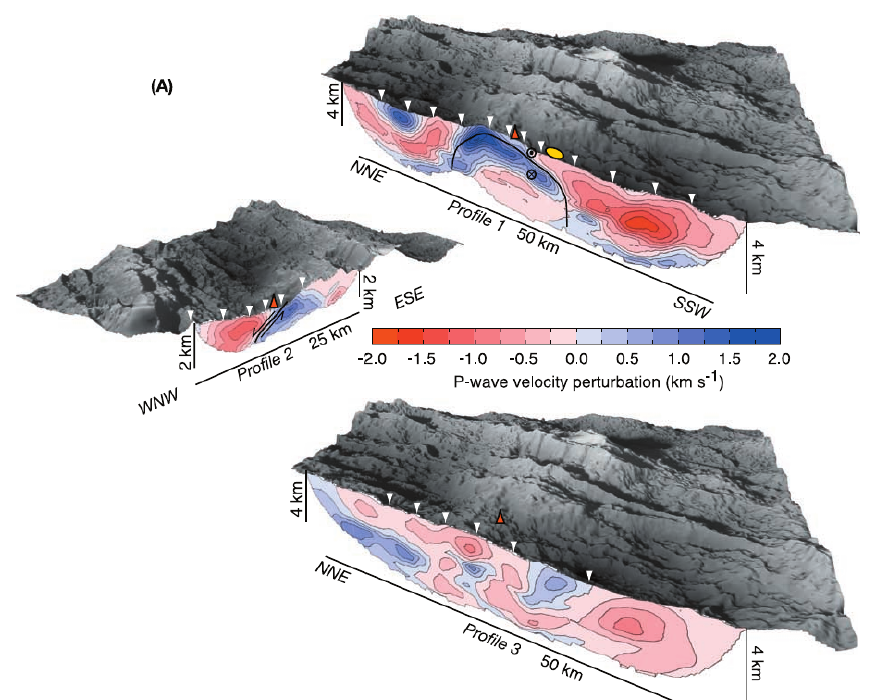 (A)
4 km
NNE
Profile 1 50 km
SSW
4 km
2 km
WNW
Profile 2 25 km
ESE
2 km
-2.0 -1.5 -1.0 -0.5 0.0 0.5 1.0 1.5 2.0
P-wave velocity perturbation (km s-1)
4 km
NNE
Profile 3 50 km
4 km